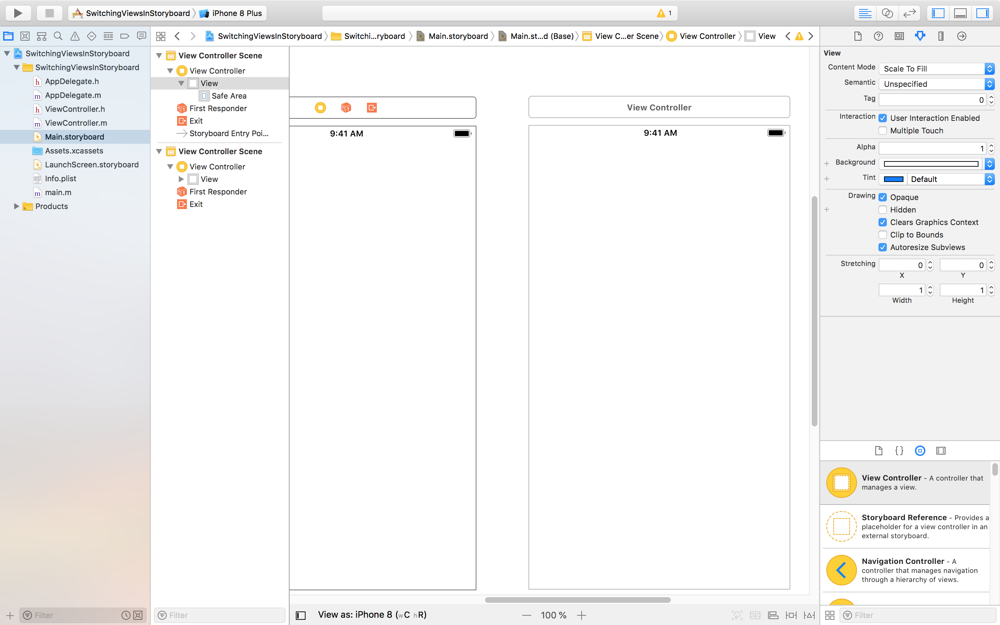 SwitchingViewsInStoryboard iPhone 8 Plus
1
SwitchingViewsInStoryboard Switchi...ryboard Main.storyboard Main.st...d (Base) View C...er Scene View Controller View
SwitchingViewsInStoryboard
SwitchingViewsInStoryboard
AppDelegate.h
AppDelegate.m
ViewController.h
ViewController.m
Main.storyboard
Assets.xcassets
LaunchScreen.storyboard
Info.plist
main.m
Products
Filter
View Controller Scene
View Controller
View
Safe Area
First Responder
Exit
Storyboard Entry Poi...
View Controller Scene
View Controller
View
First Responder
Exit
Filter
9:41 AM
View Controller
9:41 AM
View as: iPhone 8 (wC hR)
100 %
View
Content Mode Scale To Fill
Semantic Unspecified
Tag 0
Interaction User Interaction Enabled
Multiple Touch
Alpha 1
Background
Tint Default
Drawing Opaque
Hidden
Clears Graphics Context
Clip to Bounds
Autoresize Subviews
Stretching 0 0
X Y
1 1
Width Height
View Controller - A controller that
manages a view.
Storyboard Reference - Provides a
placeholder for a view controller in an
external storyboard.
Navigation Controller - A
controller that manages navigation
through a hierarchy of views.
Filter